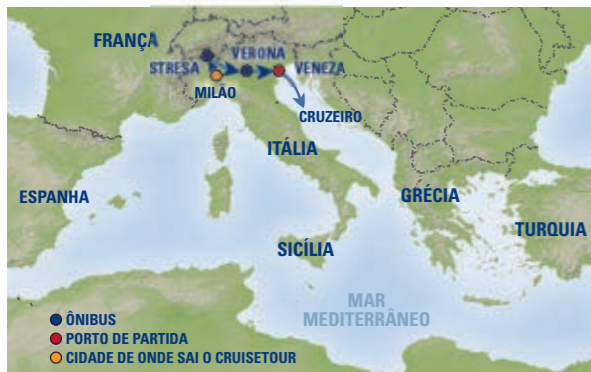 FRANÇA
STRESA
VERONA
VENEZA
MILÃO
CRUZEIRO
ITÁLIA
ESPANHA
GRÉCIA
TURQUIA
SICÍLIA
MAR
MEDITERRÂNEO
ÔNIBUS
PORTO DE PARTIDA
CIDADE DE ONDE SAI O CRUISETOUR